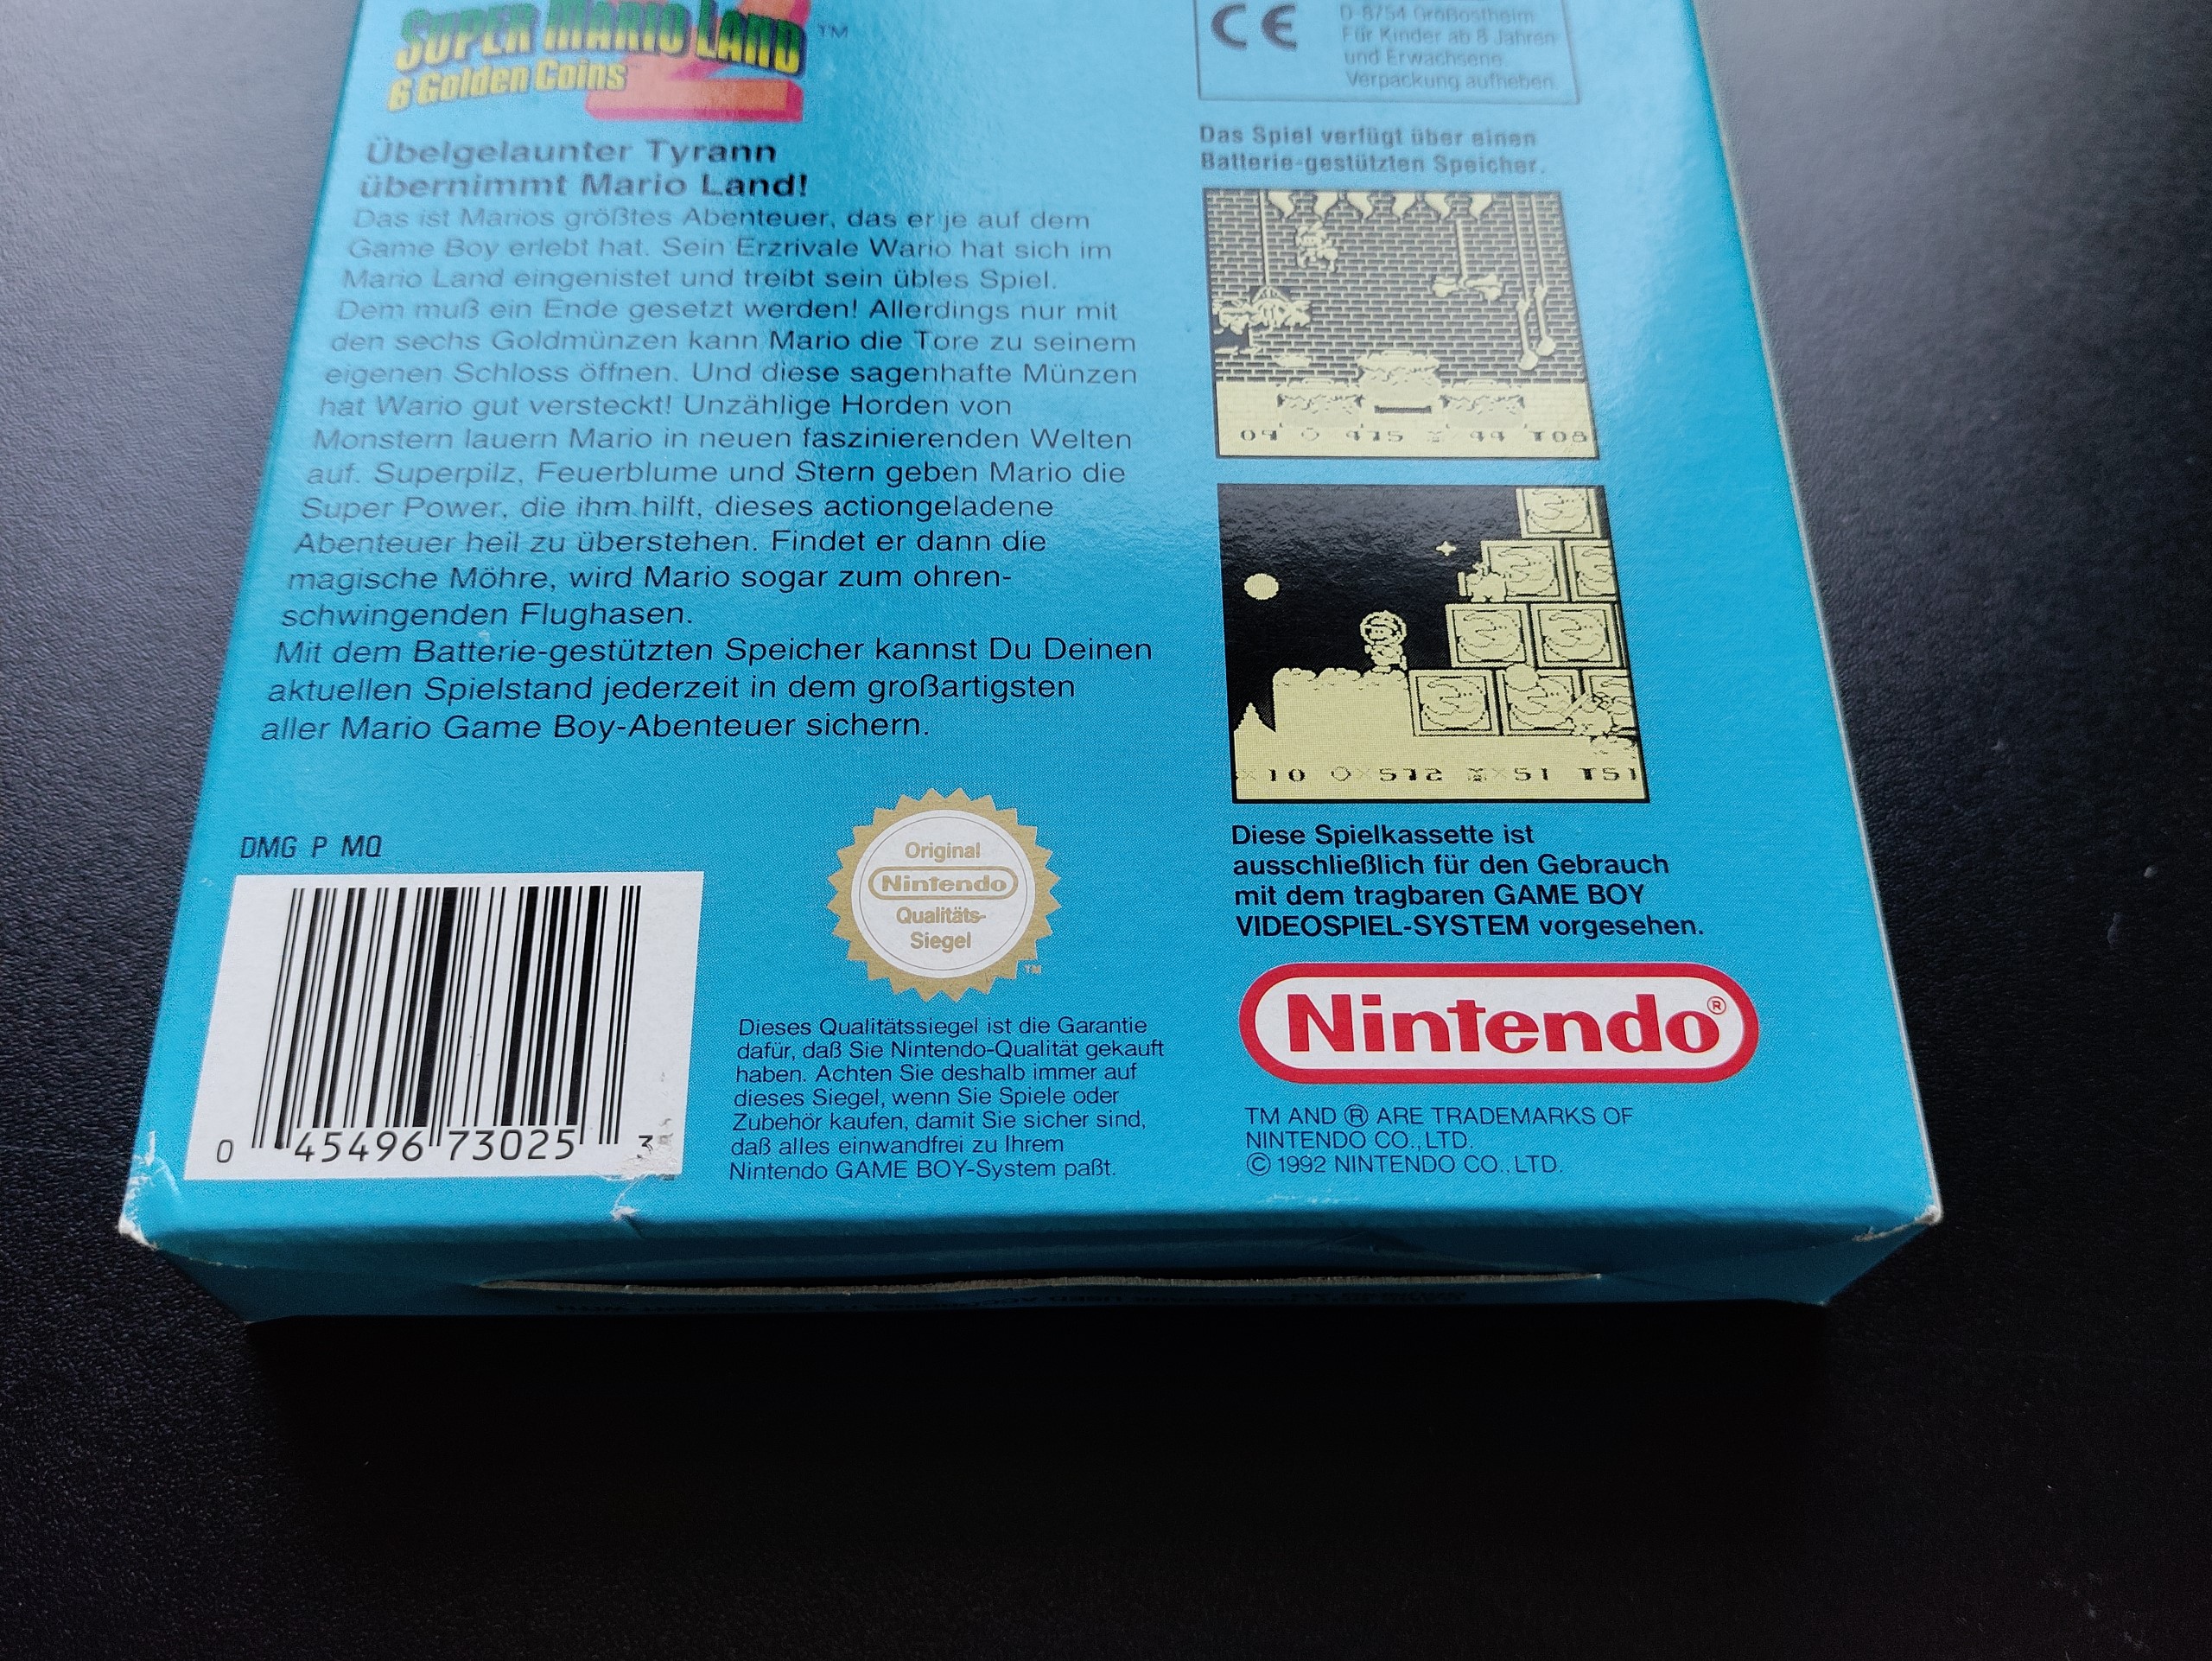 SUPER MARIO LAND 2 TM
6 Golden Coins
Übelgelaunter Tyrann
übernimmt Mario Land!
Das ist Marios größtes Abenteuer, das er je auf dem
Game Boy erlebt hat. Sein Erzrivale Wario hat sich im
Mario Land eingenistet und treibt sein übles Spiel.
Dem muß ein Ende gesetzt werden! Allerdings nur mit
den sechs Goldmünzen kann Mario die Tore zu seinem
eigenen Schloss öffnen. Und diese sagenhafte Münzen
hat Wario gut versteckt! Unzählige Horden von
Monstern lauern Mario in neuen faszinierenden Welten
auf. Superpilz, Feuerblume und Stern geben Mario die
Super Power, die ihm hilft, dieses actiongeladene
Abenteuer heil zu überstehen. Findet er dann die
magische Möhre, wird Mario sogar zum ohren-
schwingenden Flughasen.
Mit dem Batterie-gestützten Speicher kannst Du Deinen
aktuellen Spielstand jederzeit in dem großartigsten
aller Mario Game Boy-Abenteuer sichern.
DMG P MQ
0 45496 73025 3
Original
Nintendo
Qualitäts-
Siegel
TM
Dieses Qualitätssiegel ist die Garantie
dafür, daß Sie Nintendo-Qualität gekauft
haben. Achten Sie deshalb immer auf
dieses Siegel, wenn Sie Spiele oder
Zubehör kaufen, damit Sie sicher sind,
daß alles einwandfrei zu Ihrem
Nintendo GAME BOY-System paßt.
CE
D-8754 Großostheim
Für Kinder ab 8 Jahren
und Erwachsene.
Verpackung aufheben.
Das Spiel verfügt über einen
Batterie-gestützten Speicher.
09 475 44 T08
×10 ×512 ×51 T51
Diese Spielkassette ist
ausschließlich für den Gebrauch
mit dem tragbaren GAME BOY
VIDEOSPIEL-SYSTEM vorgesehen.
Nintendo®
TM AND ® ARE TRADEMARKS OF
NINTENDO CO., LTD.
© 1992 NINTENDO CO., LTD.